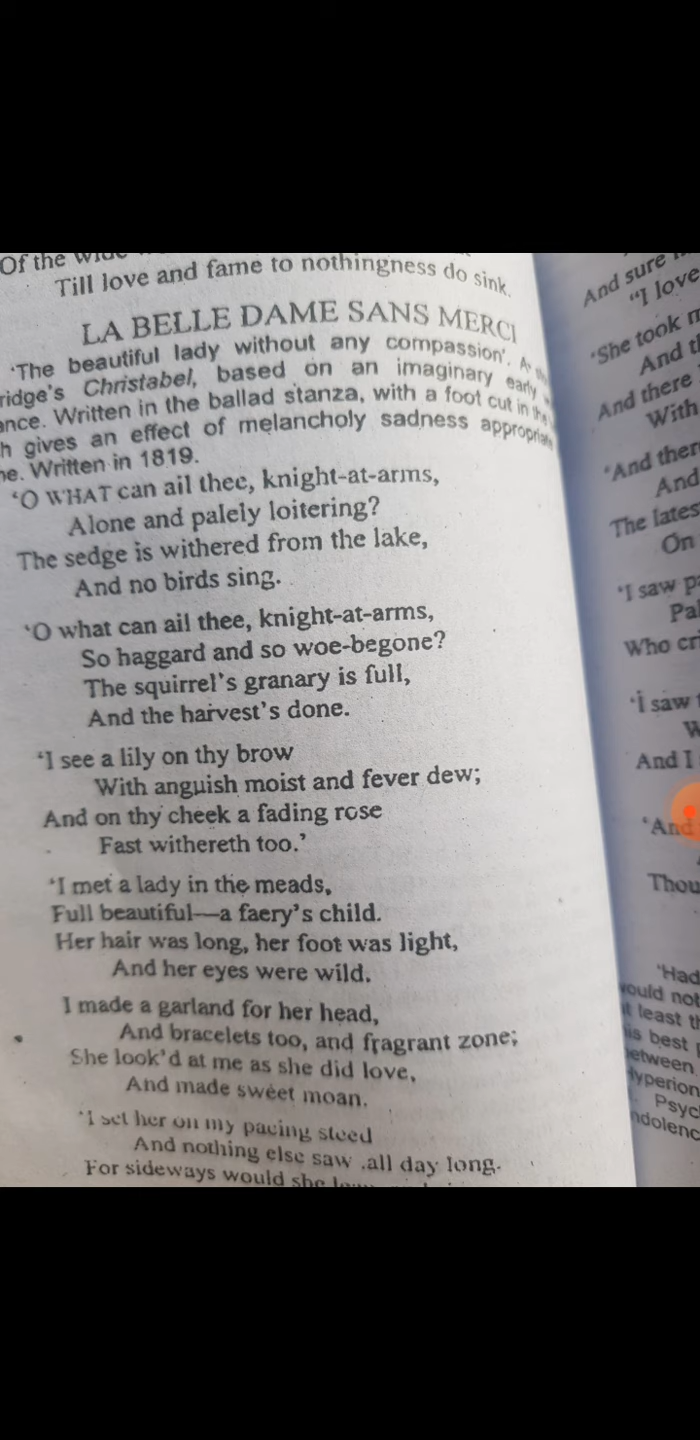 Of the
Till love and fame to nothingness do sink.
LA BELLE DAME SANS MERCI
'The beautiful lady without any compassion'.
ridge's Christabel, based on an imaginary early
ance. Written in the ballad stanza, with a foot cut in the
h gives an effect of melancholy sadness appropriate
ne. Written in 1819.
'O WHAT can ail thee, knight-at-arms,
Alone and palely loitering?
The sedge is withered from the lake,
And no birds sing.
'O what can ail thee, knight-at-arms,
So haggard and so woe-begone?
The squirrel's granary is full,
And the harvest's done.
'I see a lily on thy brow
With anguish moist and fever dew;
And on thy cheek a fading rose
Fast withereth too.'
'I met a lady in the meads,
Full beautiful—a faery's child.
Her hair was long, her foot was light,
And her eyes were wild.
I made a garland for her head,
And bracelets too, and fragrant zone;
She look'd at me as she did love,
And made sweet moan.
'I set her on my pacing steed
And nothing else saw all day long.
For sideways would she
And sure
"I love
'She took
And
And there
With
'And
And
The lates
On
'I saw
Pal
Who cri
'I saw
And I
'And
Thou
'Had
would not
t least
is best
between
Hyperion
Psyc
ndolenc